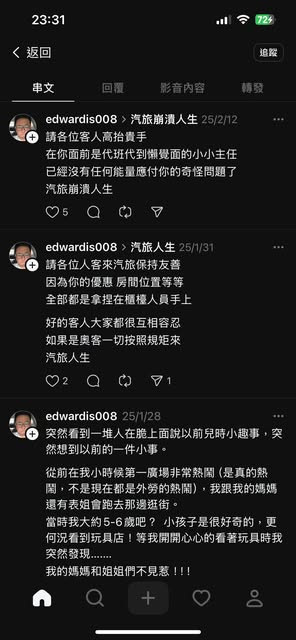 23:31
72
返回
追蹤
串文
回覆
影音內容
轉發
edwardis008 > 汽旅崩潰人生 25/2/12
請各位客人高抬貴手
在你面前是代班代到懶覺面的小小主任
已經沒有任何能量應付你的奇怪問題了
汽旅崩潰人生
5
edwardis008 > 汽旅人生 25/1/31
請各位人客來汽旅保持友善
因為你的優惠 房間位置等等
全部都是拿捏在櫃檯人員手上
好的客人大家都很互相容忍
如果是奧客一切按照規矩來
汽旅人生
2
1
edwardis008 25/1/28
突然看到一堆人在脆上面說以前兒時小趣事，突
然想到以前的一件小事。
從前在我小時候第一廣場非常熱鬧 (是真的熱
鬧，不是現在都是外勞的熱鬧)，我跟我的媽媽
還有表姐會跑去那邊逛街。
當時我大約5-6歲吧？ 小孩子是很好奇的，更
何況看到玩具店！等我開開心心的看著玩具時我
突然發現.......
我的媽媽和姐姐們不見惹！!！